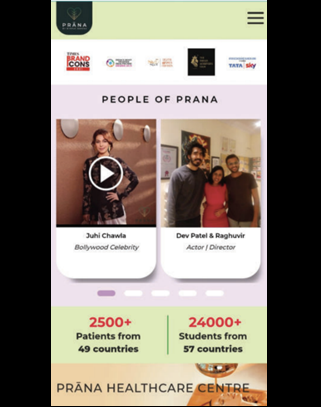 PRĀNA
BRAND
CONS
TATA sky
PEOPLE OF PRANA
Juhi Chawla
Bollywood Celebrity
Dev Patel & Raghuvir
Actor | Director
2500+
Patients from
49 countries
24000+
Students from
57 countries
PRĀNA HEALTHCARE CENTRE